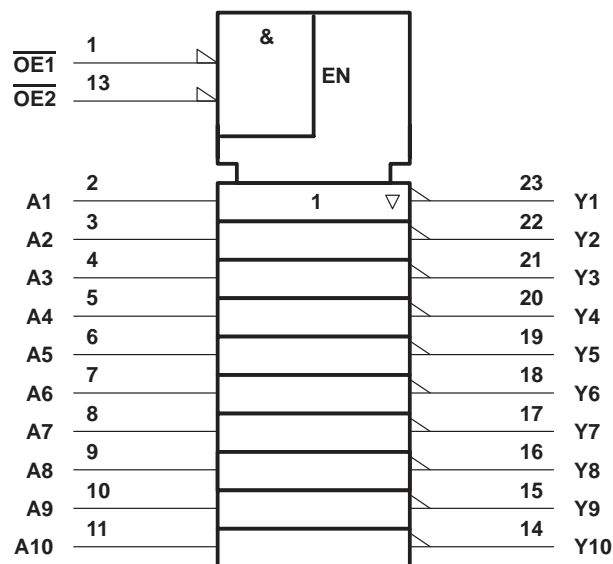 &
1
OE1
EN
13
OE2
2 23
A1 1 ▽ Y1
3 22
A2 Y2
4 21
A3 Y3
5 20
A4 Y4
6 19
A5 Y5
7 18
A6 Y6
8 17
A7 Y7
9 16
A8 Y8
10 15
A9 Y9
11 14
A10 Y10